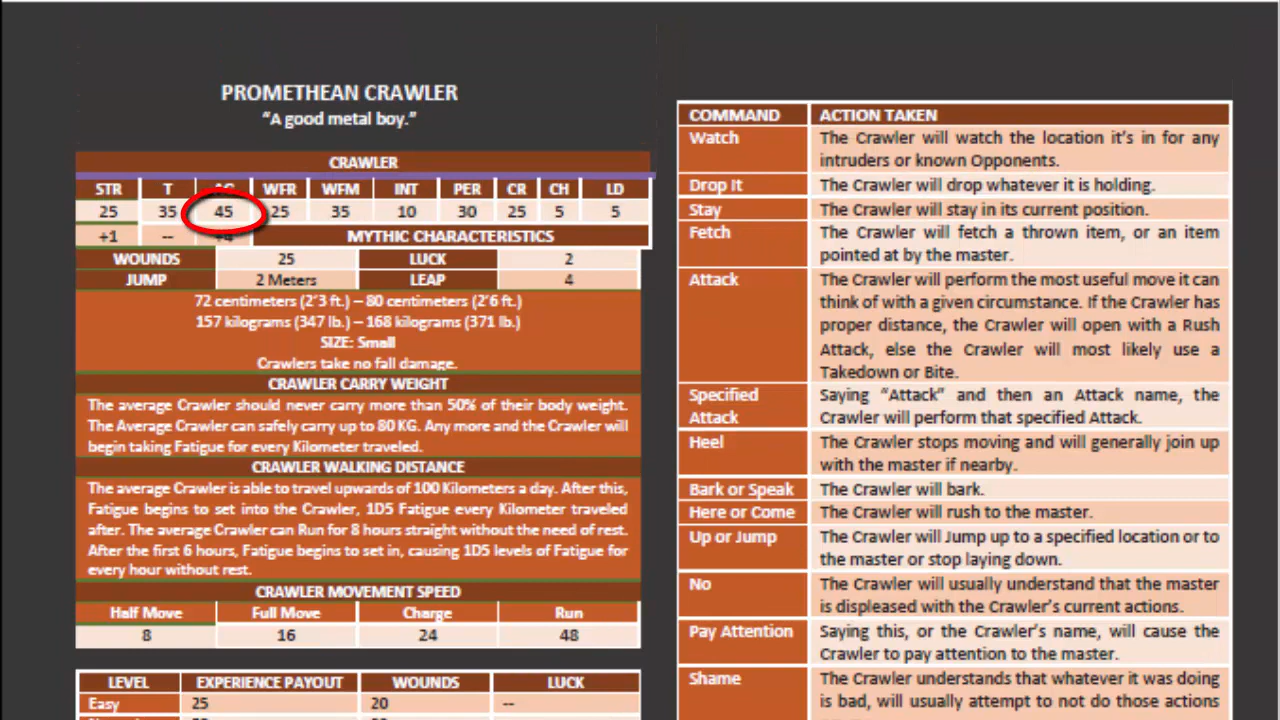 PROMETHEAN CRAWLER
"A good metal boy."
CRAWLER
STR T WFR WFM INT PER CR CH LD
25 35 45 25 35 10 30 25 5 5
+1 -- +4 MYTHIC CHARACTERISTICS
WOUNDS 25 LUCK 2
JUMP 2 Meters LEAP 4
72 centimeters (2'3 ft.) – 80 centimeters (2'6 ft.)
157 kilograms (347 lb.) – 168 kilograms (371 lb.)
SIZE: Small
Crawlers take no fall damage.
CRAWLER CARRY WEIGHT
The average Crawler should never carry more than 50% of their body weight.
The Average Crawler can safely carry up to 80 KG. Any more and the Crawler will
begin taking Fatigue for every Kilometer traveled.
CRAWLER WALKING DISTANCE
The average Crawler is able to travel upwards of 100 Kilometers a day. After this,
Fatigue begins to set into the Crawler, 1D5 Fatigue every Kilometer traveled
after. The average Crawler can Run for 8 hours straight without the need of rest.
After the first 6 hours, Fatigue begins to set in, causing 1D5 levels of Fatigue for
every hour without rest.
CRAWLER MOVEMENT SPEED
Half Move Full Move Charge Run
8 16 24 48
LEVEL EXPERIENCE PAYOUT WOUNDS LUCK
Easy 25 20 --
COMMAND ACTION TAKEN
Watch The Crawler will watch the location it's in for any
intruders or known Opponents.
Drop It The Crawler will drop whatever it is holding.
Stay The Crawler will stay in its current position.
Fetch The Crawler will fetch a thrown item, or an item
pointed at by the master.
Attack The Crawler will perform the most useful move it can
think of with a given circumstance. If the Crawler has
proper distance, the Crawler will open with a Rush
Attack, else the Crawler will most likely use a
Takedown or Bite.
Specified Saying "Attack" and then an Attack name, the
Attack Crawler will perform that specified Attack.
Heel The Crawler stops moving and will generally join up
with the master if nearby.
Bark or Speak The Crawler will bark.
Here or Come The Crawler will rush to the master.
Up or Jump The Crawler will Jump up to a specified location or to
the master or stop laying down.
No The Crawler will usually understand that the master
is displeased with the Crawler's current actions.
Pay Attention Saying this, or the Crawler's name, will cause the
Crawler to pay attention to the master.
Shame The Crawler understands that whatever it was doing
is bad, will usually attempt to not do those actions